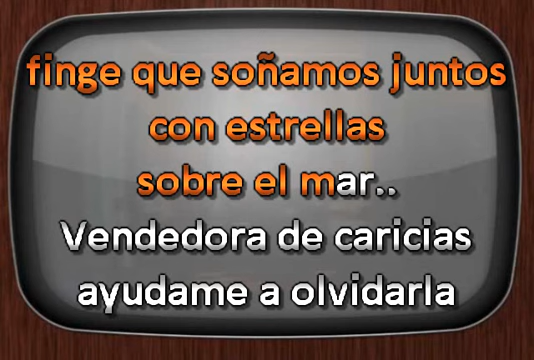 finge que soñamos juntos
con estrellas
sobre el mar..
Vendedora de caricias
ayudame a olvidarla